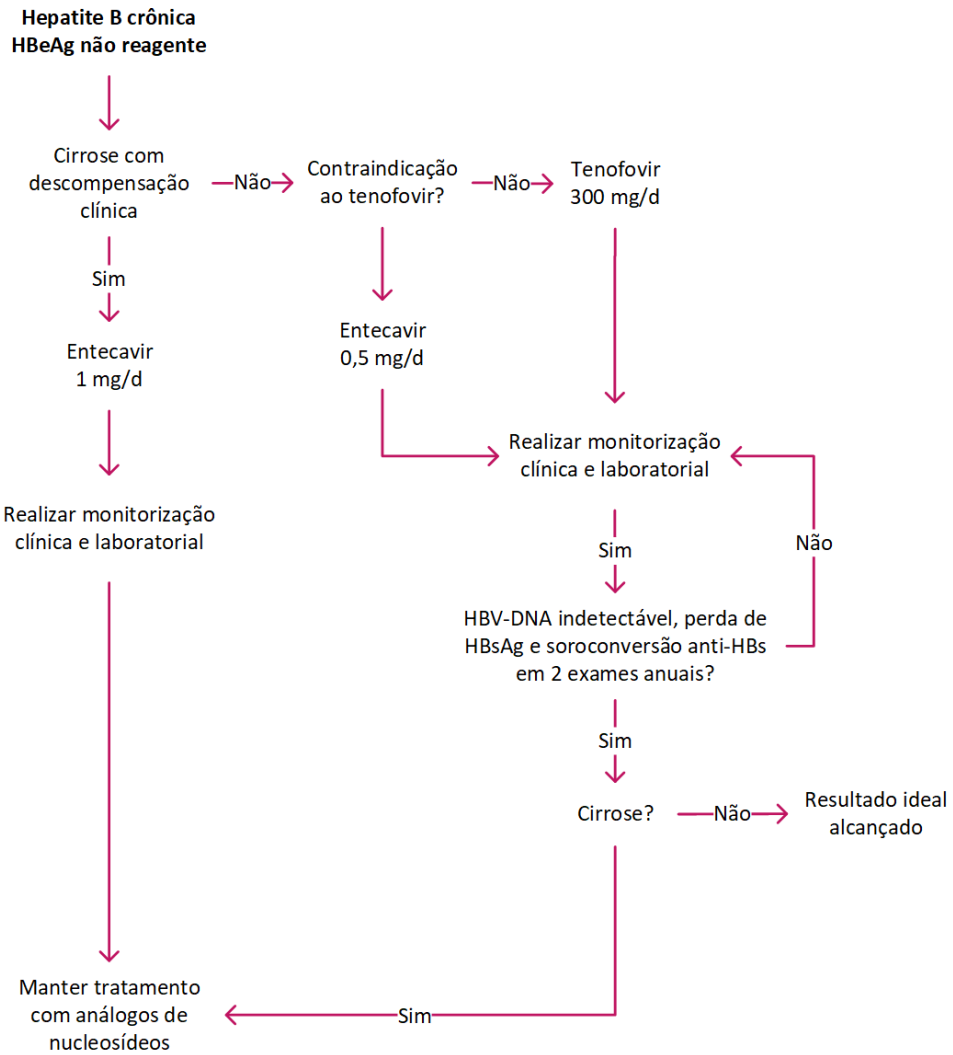 Hepatite B crônica
HBeAg não reagente
Cirrose com
descompensação
clínica
Não
Contraindicação
ao tenofovir?
Não
Tenofovir
300 mg/d
Sim
Entecavir
1 mg/d
Entecavir
0,5 mg/d
Realizar monitorização
clínica e laboratorial
Realizar monitorização
clínica e laboratorial
Sim
Não
HBV-DNA indetectável, perda de
HBsAg e soroconversão anti-HBs
em 2 exames anuais?
Sim
Cirrose?
Não
Resultado ideal
alcançado
Manter tratamento
com análogos de
nucleosídeos
Sim